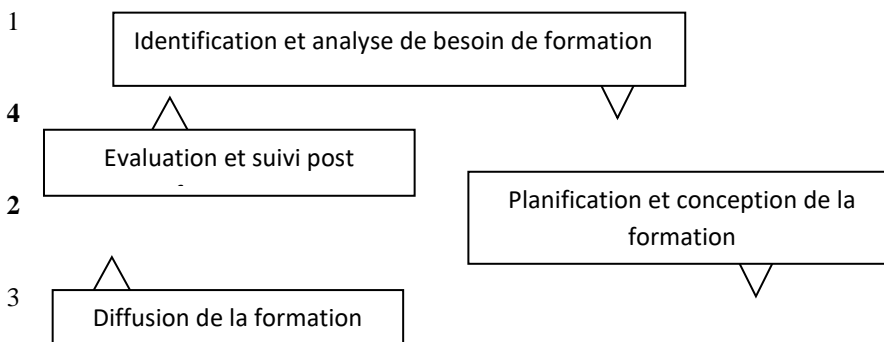 1
Identification et analyse de besoin de formation
4
Evaluation et suivi post
2
Planification et conception de la
formation
3
Diffusion de la formation